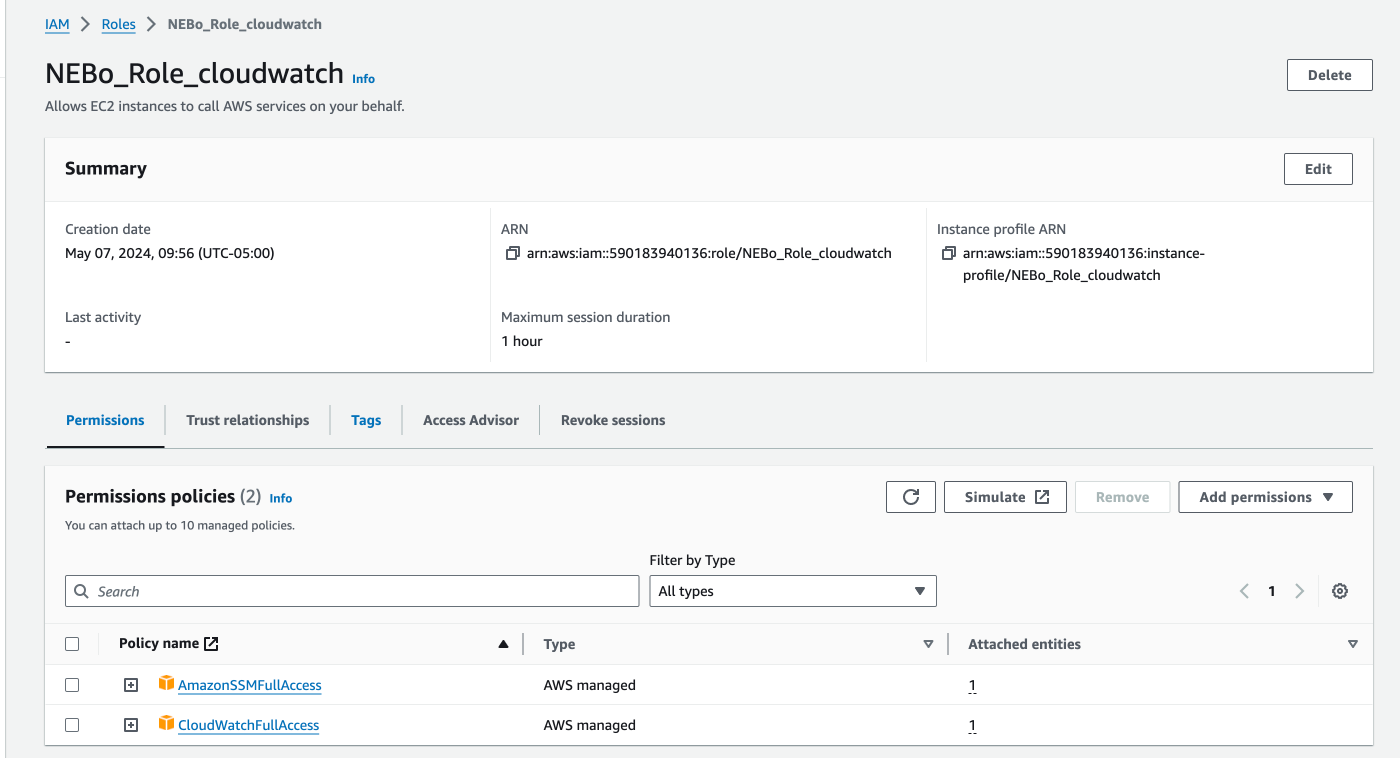 IAM > Roles > NEBo_Role_cloudwatch
NEBo_Role_cloudwatch Info
Delete
Allows EC2 instances to call AWS services on your behalf.
Summary
Edit
Creation date
May 07, 2024, 09:56 (UTC-05:00)
ARN
arn:aws:iam::590183940136:role/NEBo_Role_cloudwatch
Instance profile ARN
arn:aws:iam::590183940136:instance-
profile/NEBo_Role_cloudwatch
Last activity
-
Maximum session duration
1 hour
Permissions
Trust relationships
Tags
Access Advisor
Revoke sessions
Permissions policies (2) Info
Simulate
Remove
Add permissions
You can attach up to 10 managed policies.
Filter by Type
Search
All types
1
Policy name
Type
Attached entities
AmazonSSMFullAccess
AWS managed
1
CloudWatchFullAccess
AWS managed
1